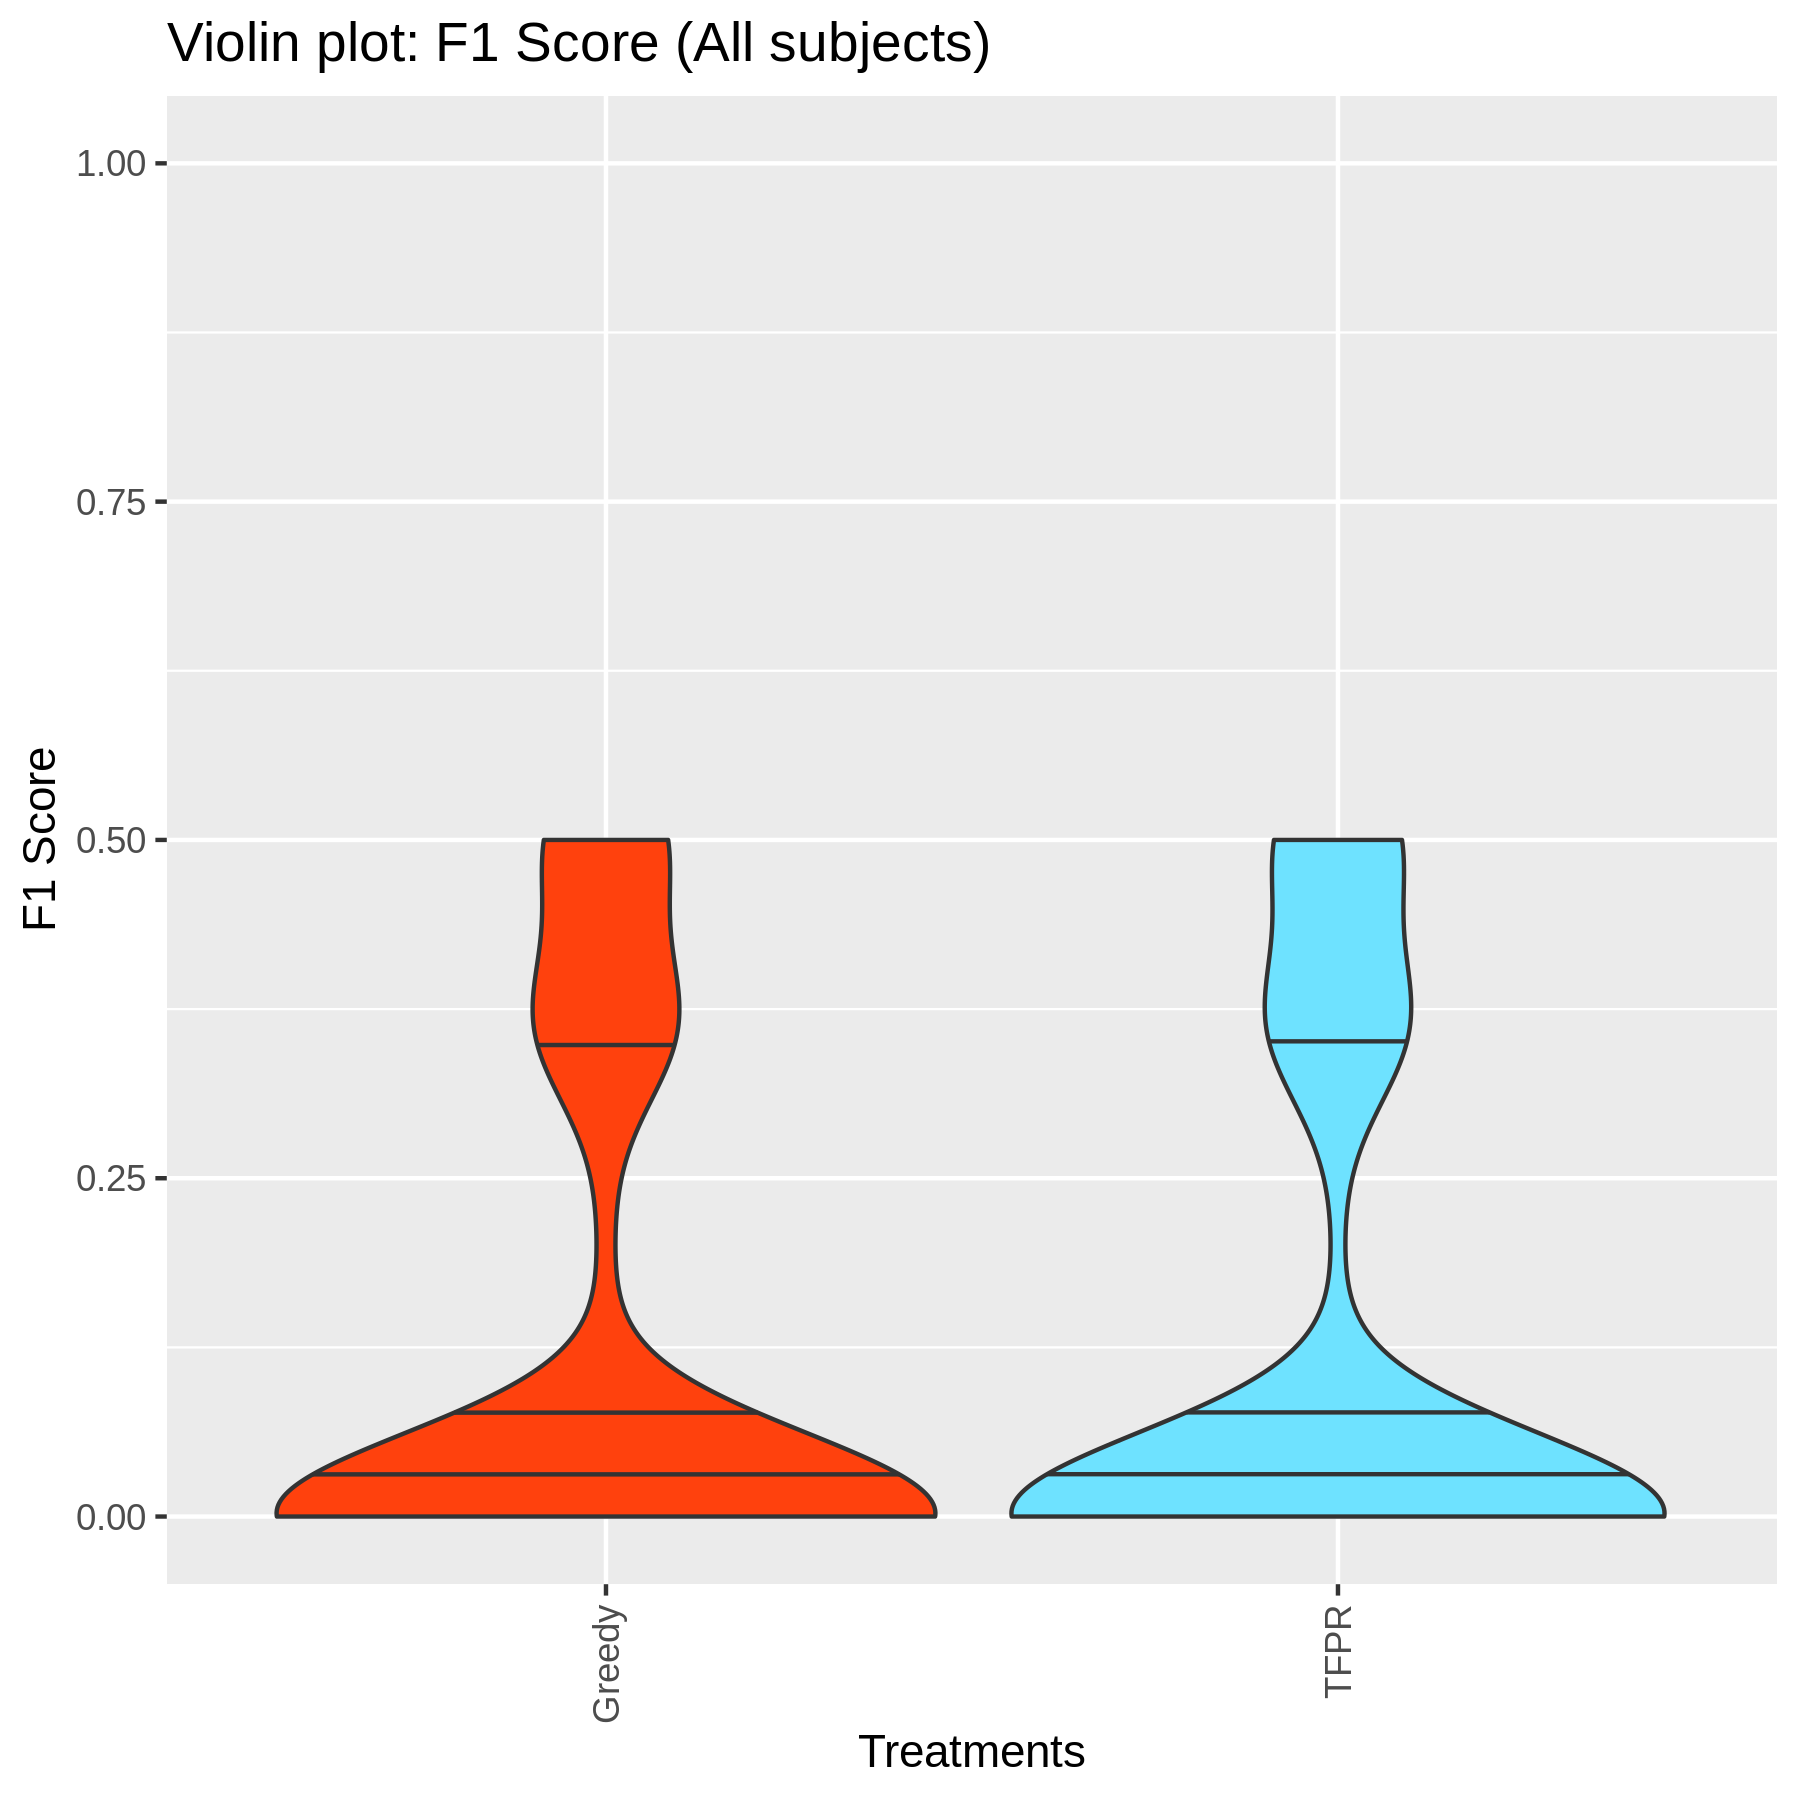 Violin plot: F1 Score (All subjects)
1.00
0.75
0.50
0.25
0.00
F1 Score
Greedy
TFPR
Treatments